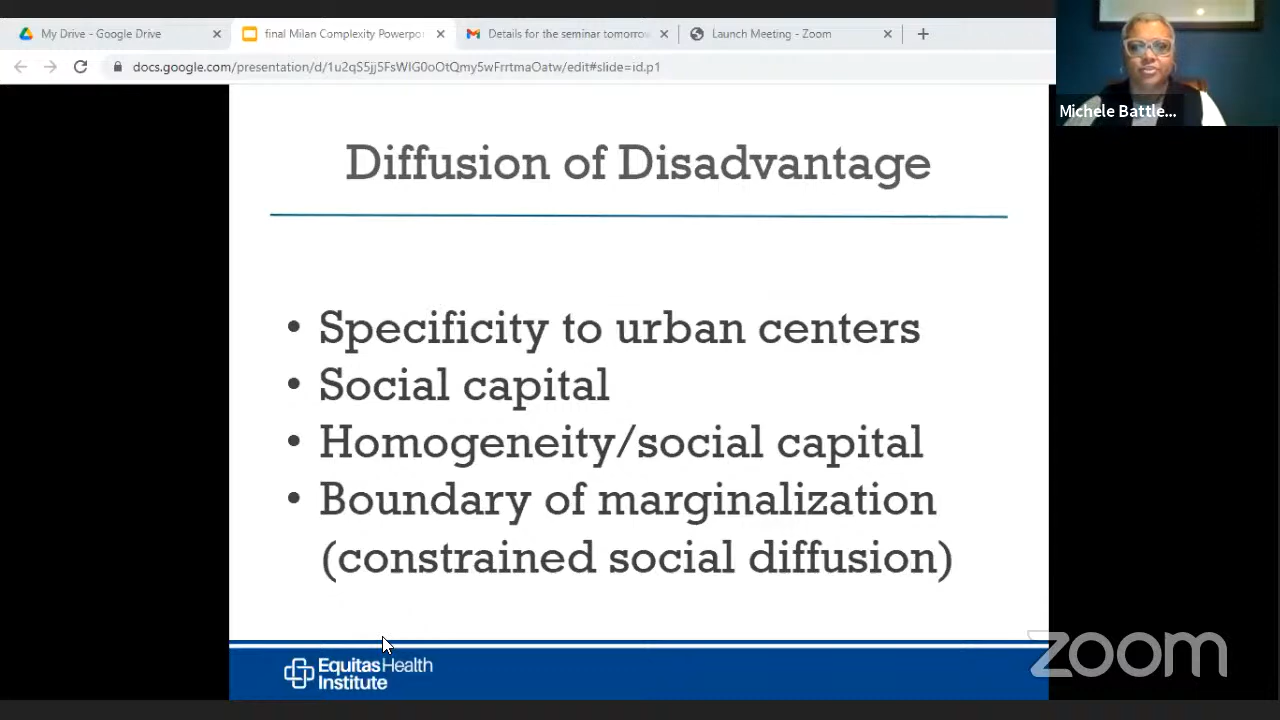 My Drive - Google Drive
final Milan Complexity Powerpo
Details for the seminar tomorrow
Launch Meeting - Zoom
docs.google.com/presentation/d/1u2qS5jj5FsWIG0oOtQmy5wFrrtmaOatw/edit#slide=id.p1
Michele Battle...
Diffusion of Disadvantage
• Specificity to urban centers
• Social capital
• Homogeneity/social capital
• Boundary of marginalization
(constrained social diffusion)
Equitas Health
Institute
zoom